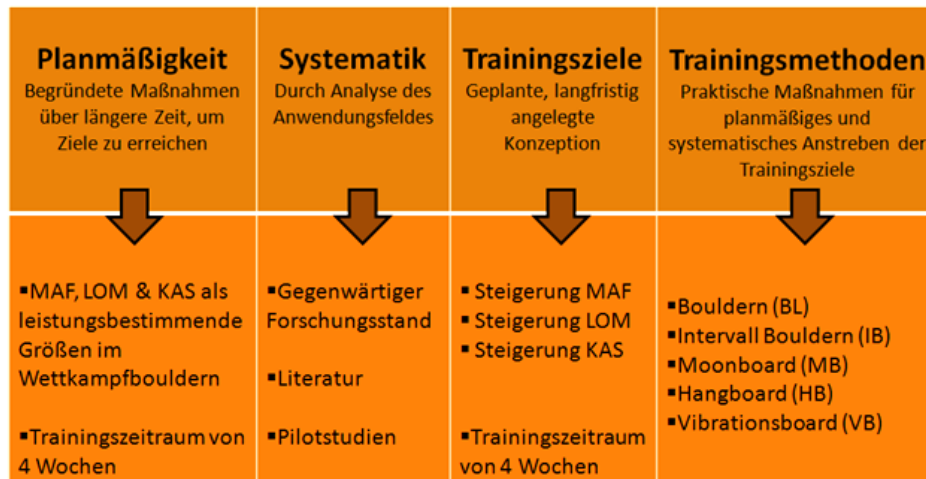 Planmäßigkeit
Begründete Maßnahmen
über längere Zeit, um
Ziele zu erreichen
Systematik
Durch Analyse des
Anwendungsfeldes
Trainingsziele
Geplante, langfristig
angelegte
Konzeption
Trainingsmethoden
Praktische Maßnahmen für
planmäßiges und
systematisches Anstreben der
Trainingsziele
▪MAF, LOM & KAS als
leistungsbestimmende
Größen im
Wettkampfbouldern
▪Trainingszeitraum von
4 Wochen
▪Gegenwärtiger
Forschungsstand
▪Literatur
▪Pilotstudien
▪ Steigerung MAF
▪ Steigerung LOM
▪ Steigerung KAS
▪Trainingszeitraum
von 4 Wochen
▪Bouldern (BL)
▪Intervall Bouldern (IB)
▪Moonboard (MB)
▪Hangboard (HB)
▪Vibrationsboard (VB)